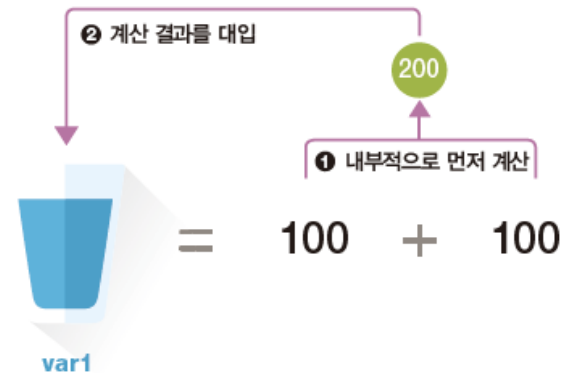 ❷ 계산 결과를 대입
200
❶ 내부적으로 먼저 계산
= 100 + 100
var1